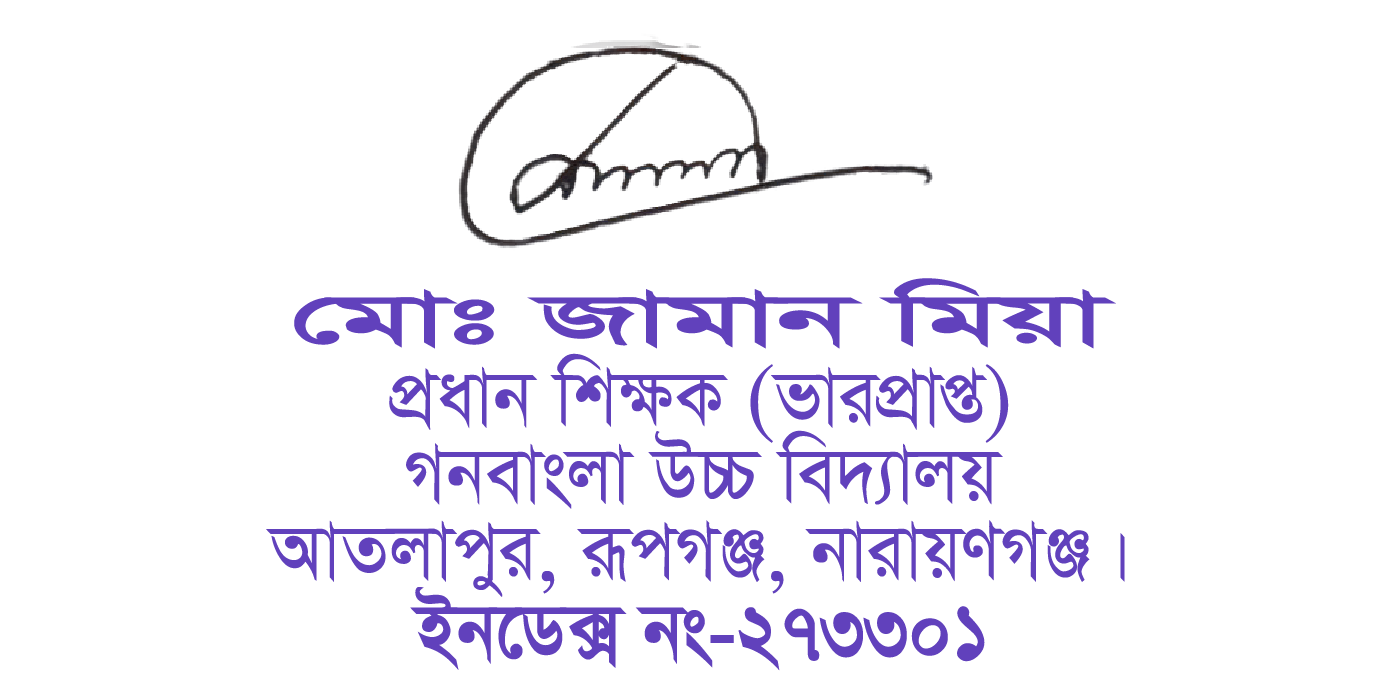 মোঃ জামান মিয়া
প্রধান শিক্ষক (ভারপ্রাপ্ত)
গনবাংলা উচ্চ বিদ্যালয়
আতলাপুর, রূপগঞ্জ, নারায়ণগঞ্জ।
ইনডেক্স নং-২৭৩৩০১